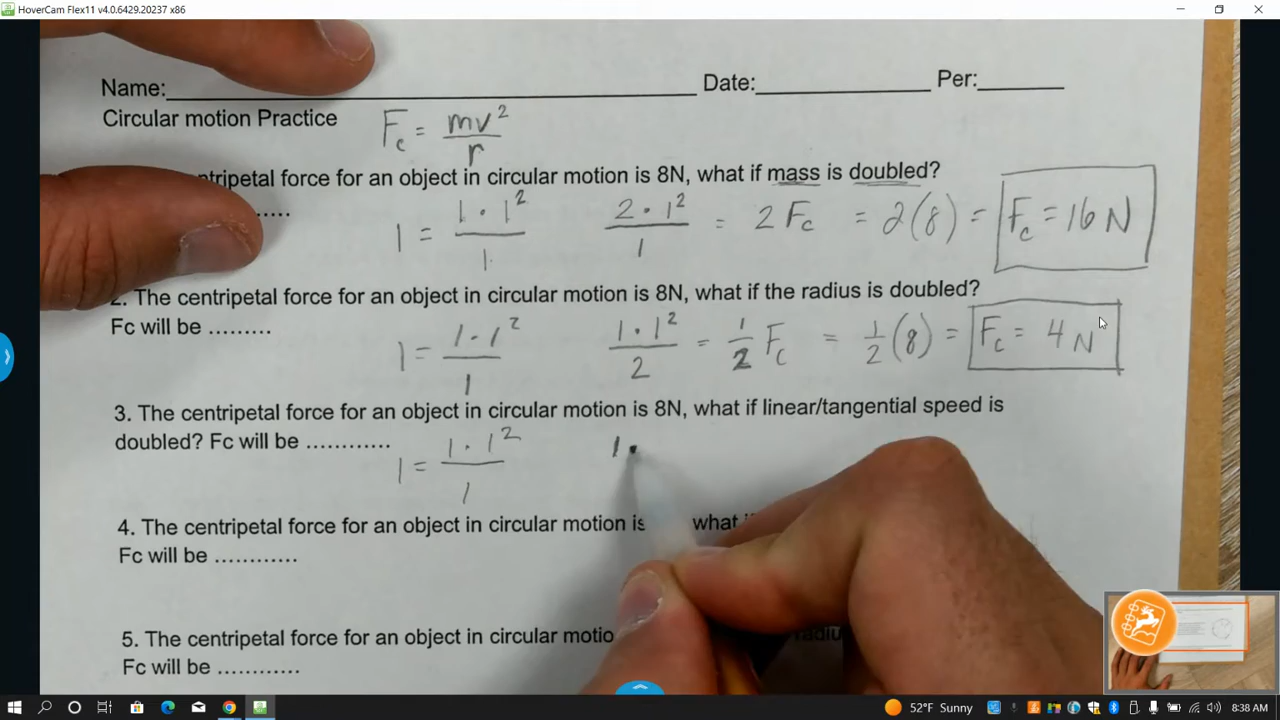 HoverCam Flex11 v4.0.6429.20237 x86
Name: Date: Per:
Circular motion Practice F_c = mv²/r
ntripetal force for an object in circular motion is 8N, what if mass is doubled?
..... 1 = 1·1²/1 2·1²/1 = 2F_c = 2(8) = F_c = 16 N
2. The centripetal force for an object in circular motion is 8N, what if the radius is doubled?
Fc will be ......... 1 = 1·1²/1 1·1²/2 = 1/2 F_c = 1/2 (8) = F_c = 4 N
3. The centripetal force for an object in circular motion is 8N, what if linear/tangential speed is
doubled? Fc will be ............ 1 = 1·1²/1 1·
4. The centripetal force for an object in circular motion is what
Fc will be ............
5. The centripetal force for an object in circular motio
Fc will be ............
52°F Sunny 8:38 AM